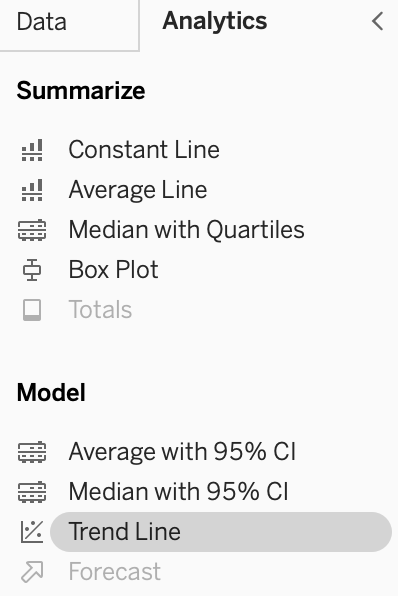 Data
Analytics
Summarize
Constant Line
Average Line
Median with Quartiles
Box Plot
Totals
Model
Average with 95% CI
Median with 95% CI
Trend Line
Forecast